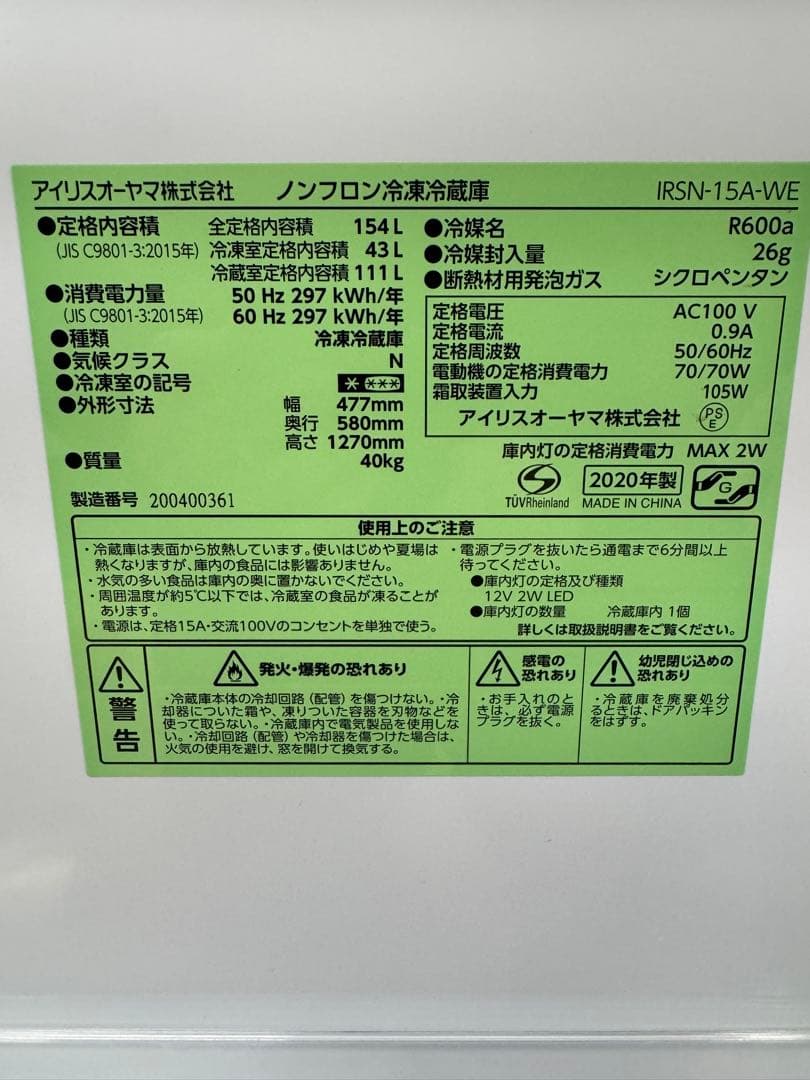 アイリスオーヤマ株式会社 ノンフロン冷凍冷蔵庫 IRSN-15A-WE
●定格内容積 全定格内容積 154 L
(JIS C9801-3:2015年) 冷凍室定格内容積 43 L
冷蔵室定格内容積 111 L
●消費電力量 50 Hz 297 kWh/年
(JIS C9801-3:2015年) 60 Hz 297 kWh/年
●種類 冷凍冷蔵庫
●気候クラス N
●冷凍室の記号 * ***
●外形寸法 幅 477mm
奥行 580mm
高さ 1270mm
●質量 40kg
製造番号 200400361
●冷媒名 R600a
●冷媒封入量 26g
●断熱材用発泡ガス シクロペンタン
定格電圧 AC100 V
定格電流 0.9A
定格周波数 50/60Hz
電動機の定格消費電力 70/70W
霜取装置入力 105W
アイリスオーヤマ株式会社 PSE
庫内灯の定格消費電力 MAX 2W
TÜVRheinland
2020年製
MADE IN CHINA
G
使用上のご注意
・冷蔵庫は表面から放熱しています。使いはじめや夏場は
熱くなりますが、庫内の食品には影響ありません。
・水気の多い食品は庫内の奥に置かないでください。
・周囲温度が約5℃以下では、冷蔵室の食品が凍ることが
あります。
・電源は、定格15A・交流100Vのコンセントを単独で使う。
・電源プラグを抜いたら通電まで6分間以上
待ってください。
●庫内灯の定格及び種類
12V 2W LED
●庫内灯の数量 冷蔵庫内 1個
詳しくは取扱説明書をご覧ください。
警告
発火・爆発の恐れあり
・冷蔵庫本体の冷却回路（配管）を傷つけない。・冷
却器についた霜や、凍りついた容器を刃物などを
使って取らない。・冷蔵庫内で電気製品を使用しな
い。・冷却回路（配管）や冷却器を傷つけた場合は、
火気の使用を避け、窓を開けて換気する。
感電の
恐れあり
・お手入れのと
きは、必ず電源
プラグを抜く。
幼児閉じ込めの
恐れあり
・冷蔵庫を廃棄処分
るときは、ドアパッキン
をはずす。